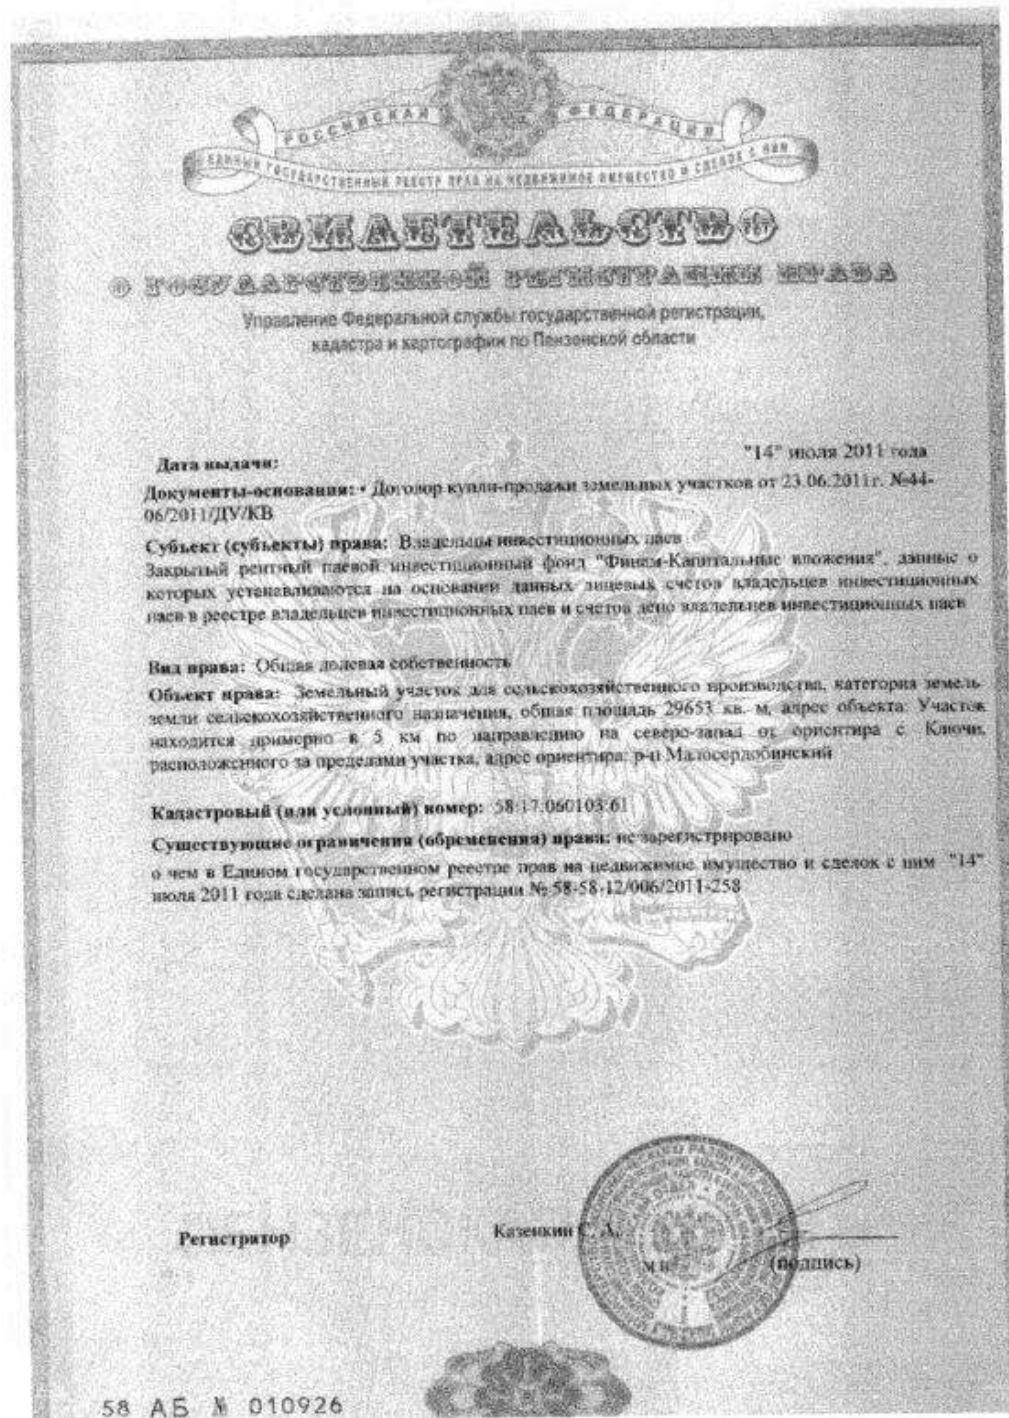 РОССИЙСКАЯ ФЕДЕРАЦИЯ
ЕДИНЫЙ ГОСУДАРСТВЕННЫЙ РЕЕСТР ПРАВ НА НЕДВИЖИМОЕ ИМУЩЕСТВО И СДЕЛОК С НИМ
СВИДЕТЕЛЬСТВО
О ГОСУДАРСТВЕННОЙ РЕГИСТРАЦИИ ПРАВА
Управление Федеральной службы государственной регистрации,
кадастра и картографии по Пензенской области
Дата выдачи: "14" июля 2011 года
Документы-основания: • Договор купли-продажи земельных участков от 23.06.2011г. №44-
06/2011/ДУ/КВ
Субъект (субъекты) права: Владельцы инвестиционных паев
Закрытый рентный паевой инвестиционный фонд "Финам-Капитальные вложения", данные о
которых устанавливаются на основании данных лицевых счетов владельцев инвестиционных
паев в реестре владельцев инвестиционных паев и счетов депо владельцев инвестиционных паев
Вид права: Общая долевая собственность
Объект права: Земельный участок для сельскохозяйственного производства, категория земель-
земли сельскохозяйственного назначения, общая площадь 29653 кв. м, адрес объекта: Участок
находится примерно в 5 км по направлению на северо-запад от ориентира с. Ключи,
расположенного за пределами участка, адрес ориентира: р-н Малосердобинский
Кадастровый (или условный) номер: 58:17:060103:61
Существующие ограничения (обременения) права: не зарегистрировано
о чем в Едином государственном реестре прав на недвижимое имущество и сделок с ним "14"
июля 2011 года сделана запись регистрации № 58-58-12/006/2011-258
Регистратор Казенкин С. А.
М.П. (подпись)
58 АБ № 010926